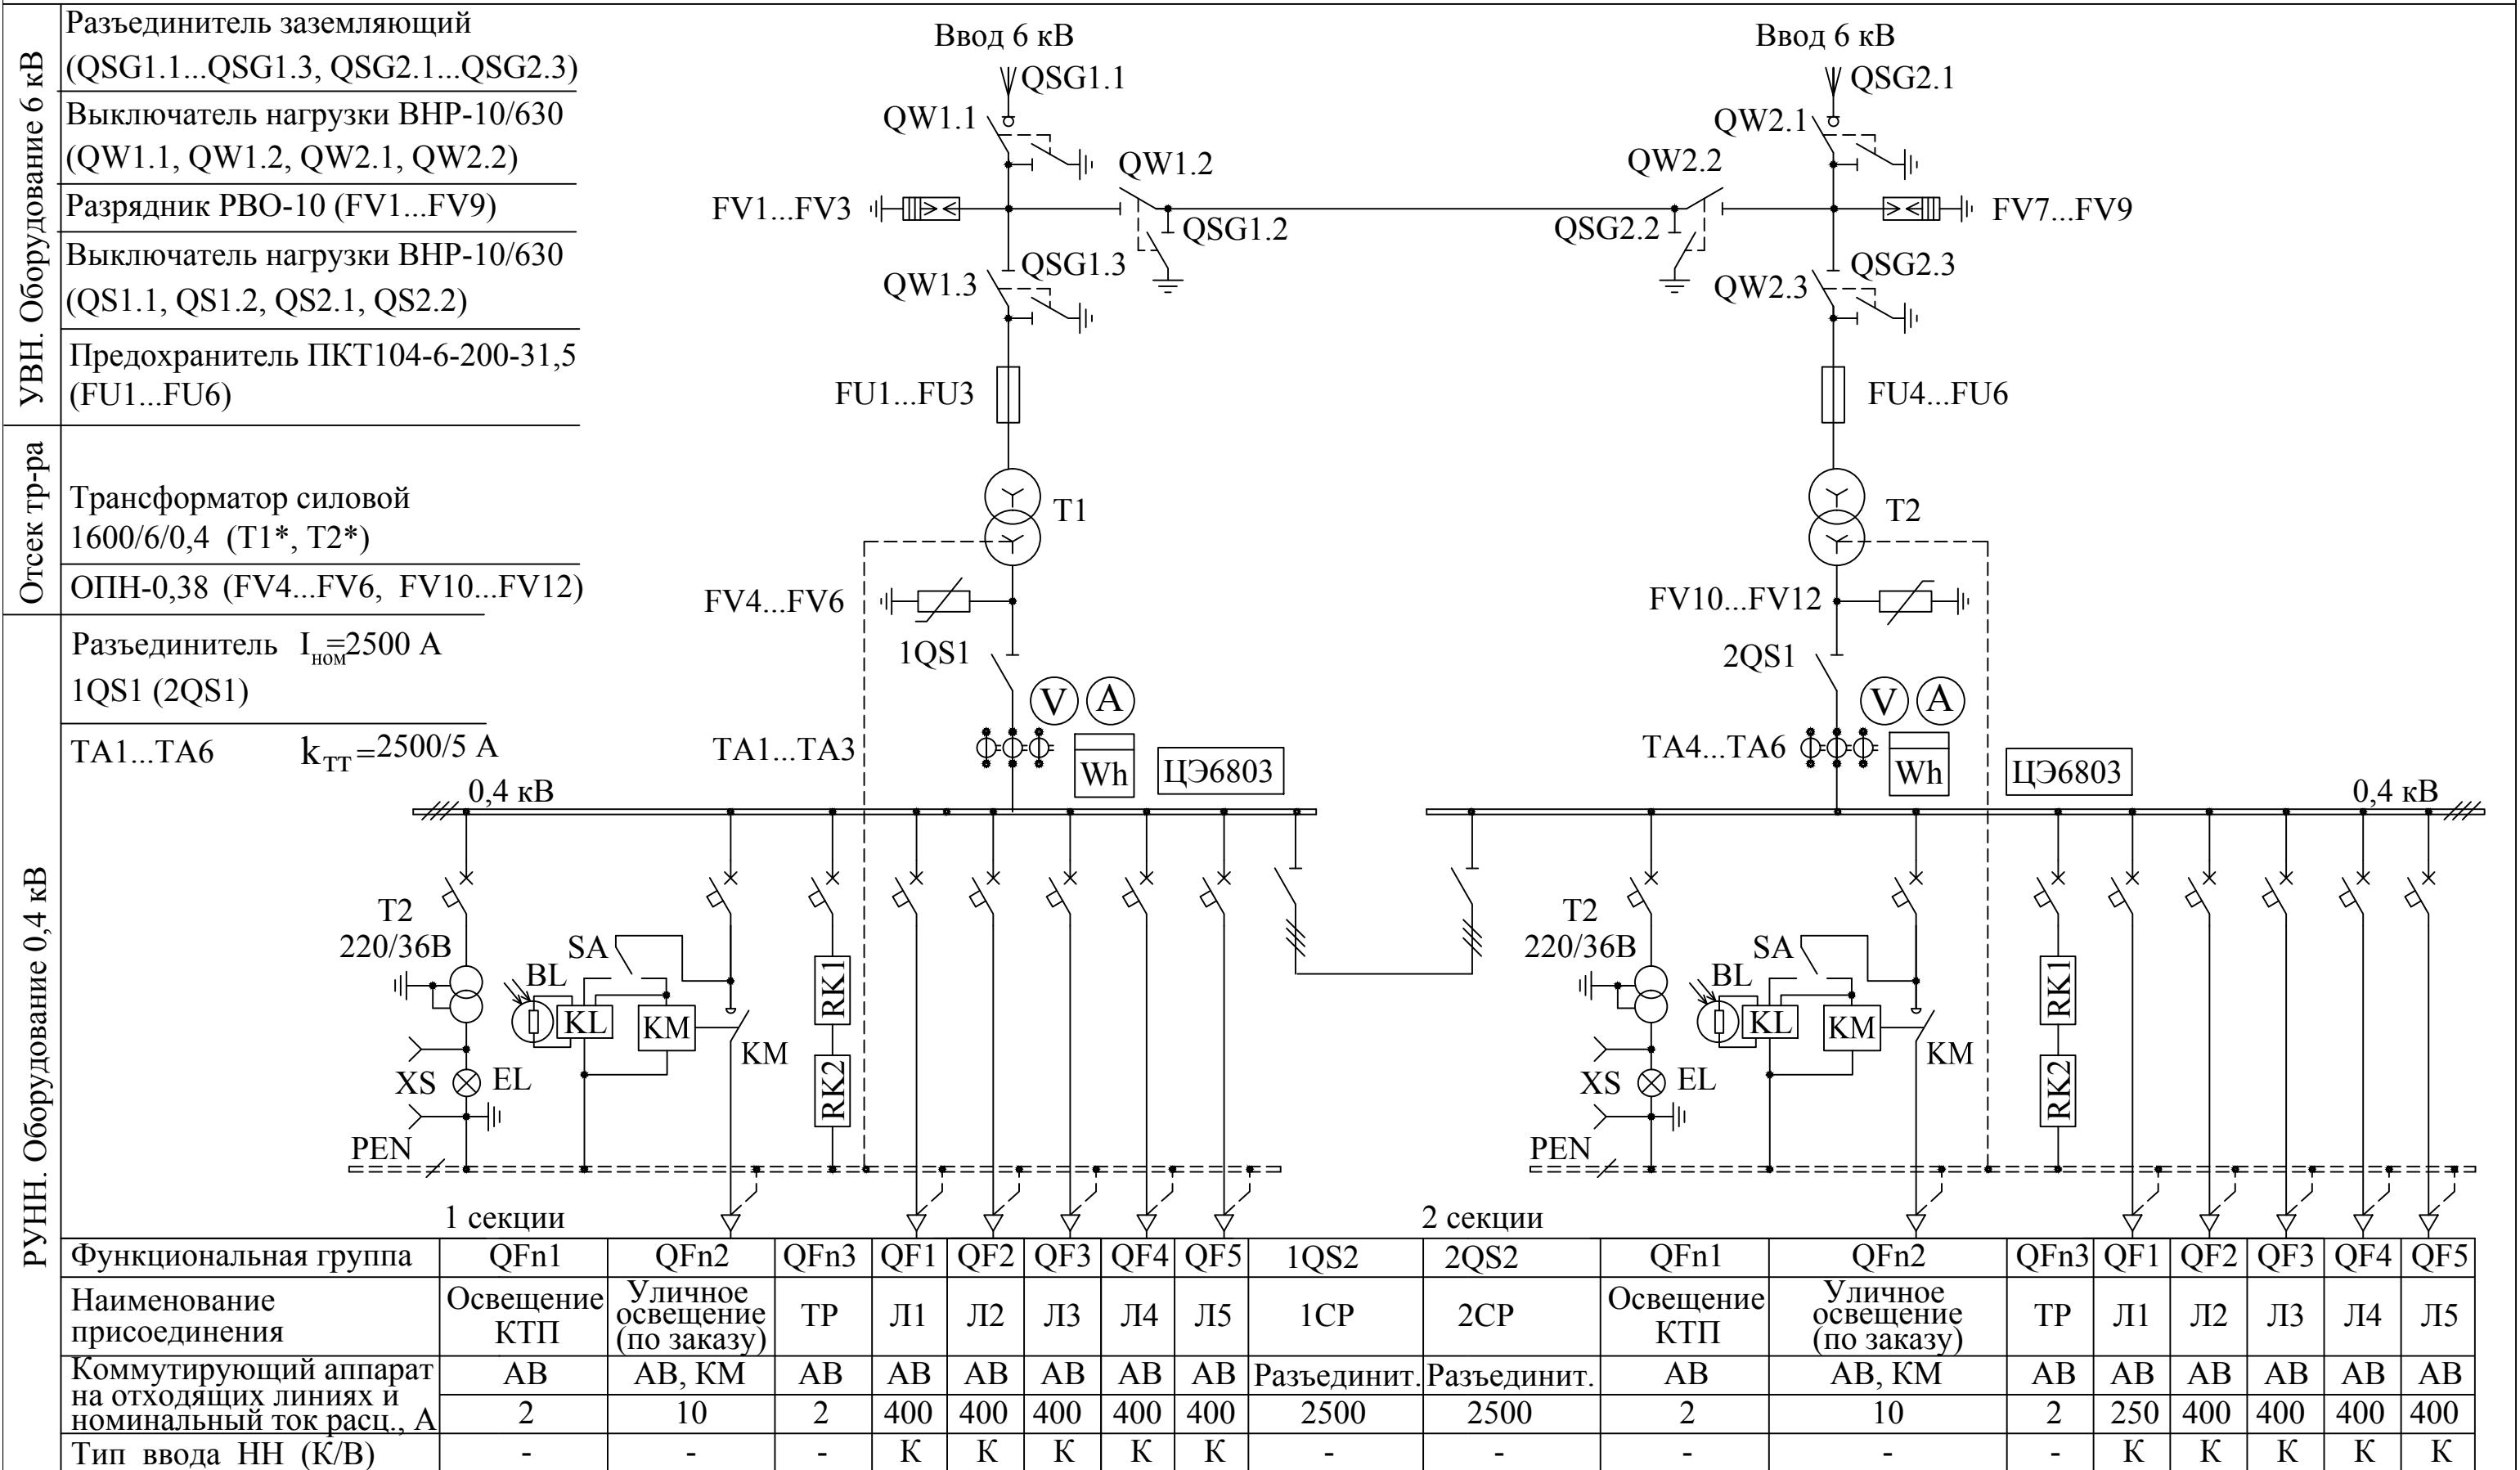 УВН. Оборудование 6 кВ
Разъединитель заземляющий
(QSG1.1...QSG1.3, QSG2.1...QSG2.3)
Выключатель нагрузки ВНР-10/630
(QW1.1, QW1.2, QW2.1, QW2.2)
Разрядник РВО-10 (FV1...FV9)
Выключатель нагрузки ВНР-10/630
(QS1.1, QS1.2, QS2.1, QS2.2)
Предохранитель ПКТ104-6-200-31,5
(FU1...FU6)
Отсек тр-ра
Трансформатор силовой
1600/6/0,4 (Т1*, Т2*)
ОПН-0,38 (FV4...FV6, FV10...FV12)
РУНН. Оборудование 0,4 кВ
Разъединитель Iном=2500 А
1QS1 (2QS1)
ТА1...ТА6 kТТ=2500/5 А
Ввод 6 кВ
QSG1.1
QW1.1
QW1.2
FV1...FV3
QSG1.2
QSG1.3
QW1.3
FU1...FU3
Т1
FV4...FV6
1QS1
V A
ТА1...ТА3
Wh ЦЭ6803
0,4 кВ
Ввод 6 кВ
QSG2.1
QW2.1
QW2.2
FV7...FV9
QSG2.2
QSG2.3
QW2.3
FU4...FU6
Т2
FV10...FV12
2QS1
V A
ТА4...ТА6
Wh ЦЭ6803
0,4 кВ
Т2
220/36В
SA
BL
KL
KM
KM
RK1
RK2
XS
EL
PEN
1 секции
Т2
220/36В
SA
BL
KL
KM
KM
RK1
RK2
XS
EL
PEN
2 секции
Функциональная группа QFn1 QFn2 QFn3 QF1 QF2 QF3 QF4 QF5 1QS2 2QS2 QFn1 QFn2 QFn3 QF1 QF2 QF3 QF4 QF5
Наименование
присоединения
Освещение
КТП
Уличное
освещение
(по заказу)
ТР Л1 Л2 Л3 Л4 Л5 1СР 2СР
Освещение
КТП
Уличное
освещение
(по заказу)
ТР Л1 Л2 Л3 Л4 Л5
Коммутирующий аппарат
на отходящих линиях и
номинальный ток расц., А
АВ АВ, КМ АВ АВ АВ АВ АВ АВ Разъединит. Разъединит. АВ АВ, КМ АВ АВ АВ АВ АВ АВ
2 10 2 400 400 400 400 400 2500 2500 2 10 2 250 400 400 400 400
Тип ввода НН (К/В) - - - К К К К К - - - - - К К К К К